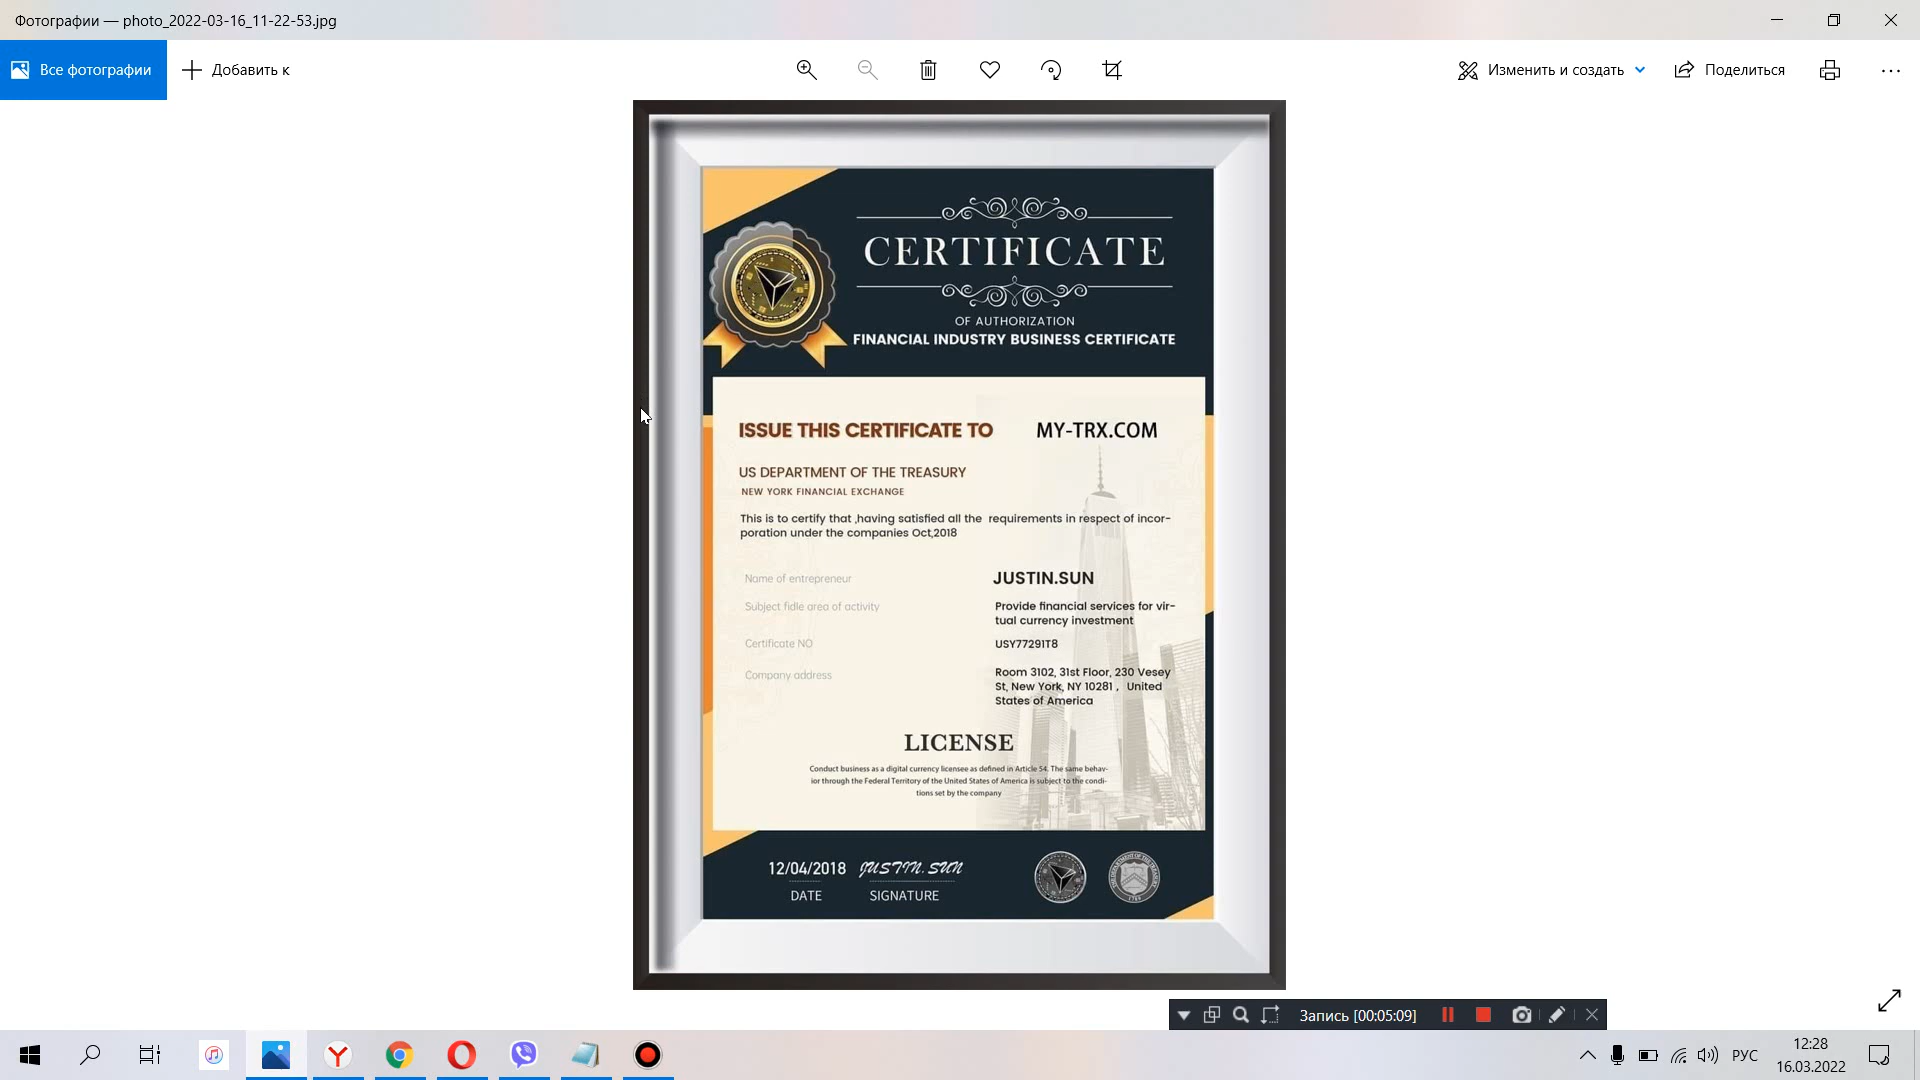 Фотографии — photo_2022-03-16_11-22-53.jpg
Все фотографии
Добавить к
Изменить и создать
Поделиться
CERTIFICATE
OF AUTHORIZATION
FINANCIAL INDUSTRY BUSINESS CERTIFICATE
ISSUE THIS CERTIFICATE TO MY-TRX.COM
US DEPARTMENT OF THE TREASURY
NEW YORK FINANCIAL EXCHANGE
This is to certify that ,having satisfied all the requirements in respect of incor-
poration under the companies Oct,2018
Name of entrepreneur JUSTIN.SUN
Subject fidle area of activity Provide financial services for vir-
tual currency investment
Certificate NO USY77291T8
Company address Room 3102, 31st Floor, 230 Vesey
St, New York, NY 10281 , United
States of America
LICENSE
Conduct business as a digital currency licensee as defined in Article 54. The same behav-
ior through the Federal Territory of the United States of America is subject to the condi-
tions set by the company
12/04/2018 JUSTIN.SUN
DATE SIGNATURE
Запись [00:05:09]
РУС
12:28
16.03.2022